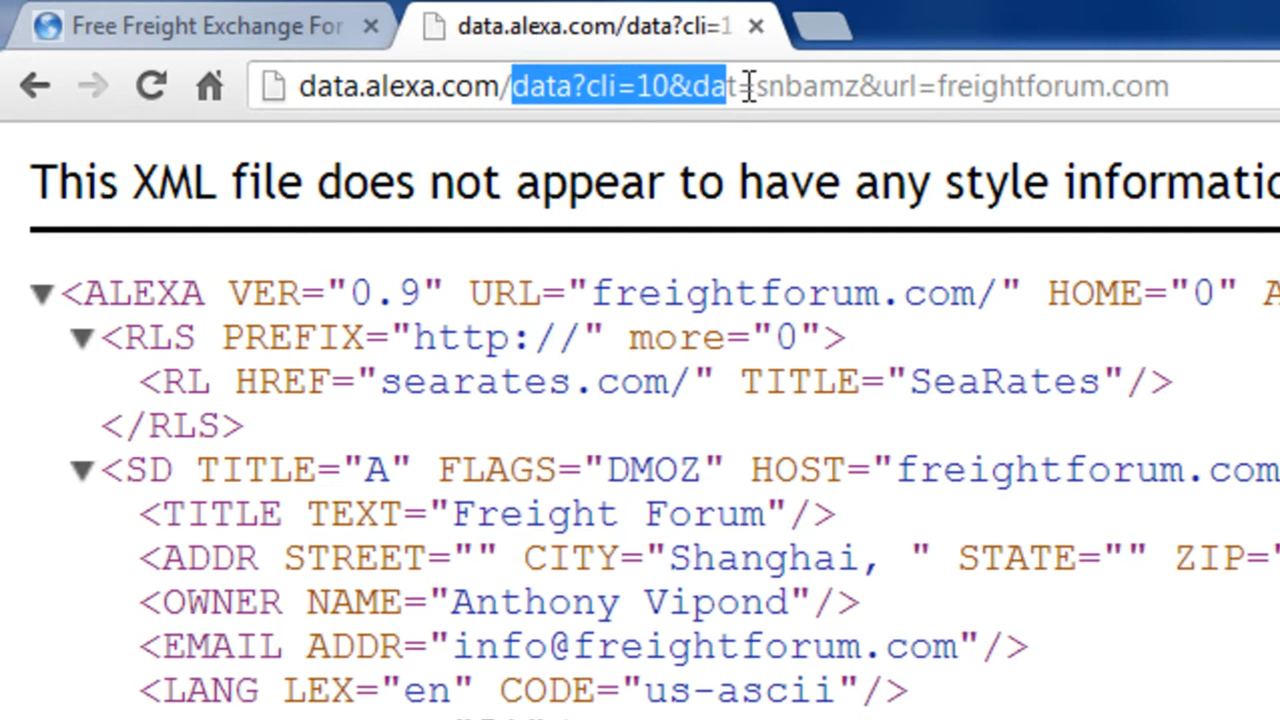 Free Freight Exchange For
data.alexa.com/data?cli=1
data.alexa.com/data?cli=10&dat=snbamz&url=freightforum.com
This XML file does not appear to have any style informatio
▼<ALEXA VER="0.9" URL="freightforum.com/" HOME="0" A
▼<RLS PREFIX="http://" more="0">
<RL HREF="searates.com/" TITLE="SeaRates"/>
</RLS>
▼<SD TITLE="A" FLAGS="DMOZ" HOST="freightforum.com
<TITLE TEXT="Freight Forum"/>
<ADDR STREET="" CITY="Shanghai, " STATE="" ZIP="
<OWNER NAME="Anthony Vipond"/>
<EMAIL ADDR="info@freightforum.com"/>
<LANG LEX="en" CODE="us-ascii"/>